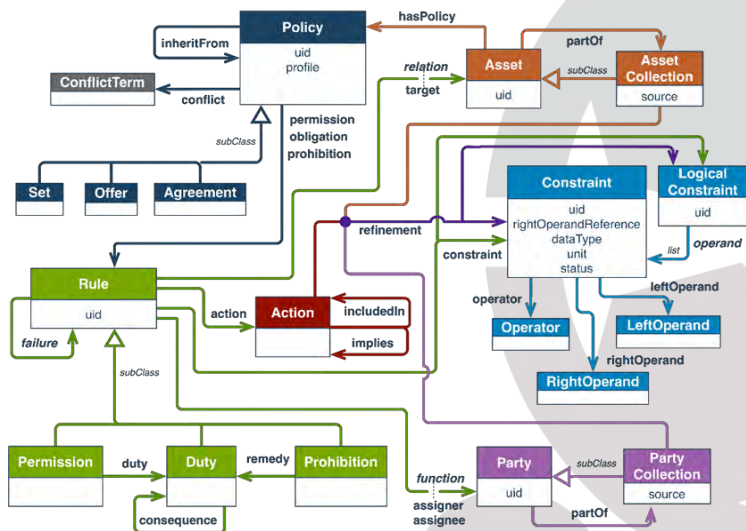 hasPolicy
Policy
uid
profile
inheritFrom
ConflictTerm
conflict
relation
target
Asset
uid
partOf
subClass
Asset
Collection
source
permission
obligation
prohibition
subClass
Set
Offer
Agreement
Constraint
uid
rightOperandReference
dataType
unit
status
Logical
Constraint
uid
refinement
operand
list
constraint
Rule
uid
failure
action
Action
includedIn
implies
operator
leftOperand
Operator
LeftOperand
rightOperand
RightOperand
subClass
Permission
duty
Duty
remedy
Prohibition
consequence
function
assigner
assignee
Party
uid
subClass
partOf
Party
Collection
source